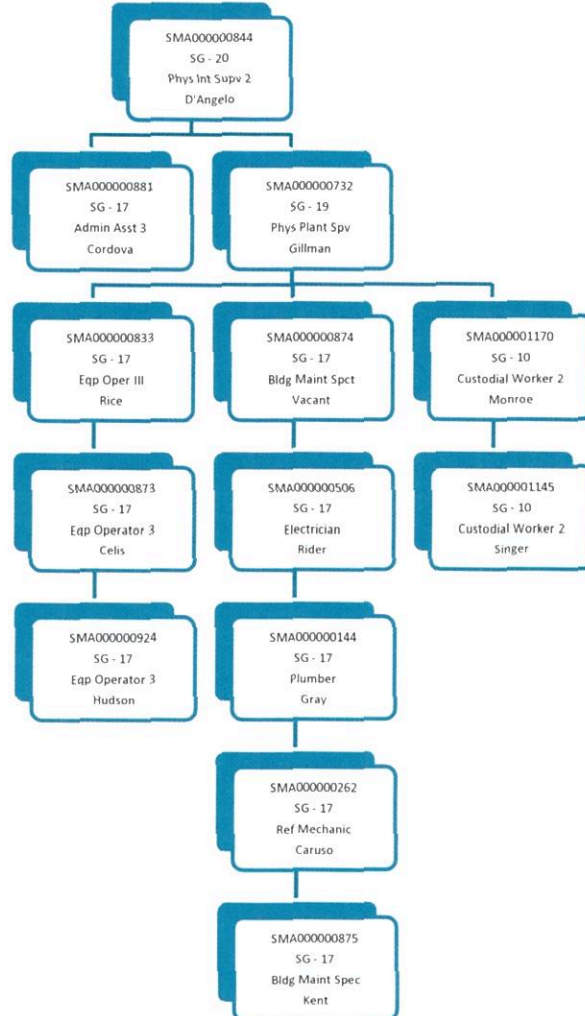 SMA000000844
SG - 20
Phys Int Supv 2
D'Angelo
SMA000000881
SG - 17
Admin Asst 3
Cordova
SMA000000732
SG - 19
Phys Plant Spv
Gillman
SMA000000833
SG - 17
Eqp Oper III
Rice
SMA000000874
SG - 17
Bldg Maint Spct
Vacant
SMA000001170
SG - 10
Custodial Worker 2
Monroe
SMA000000873
SG - 17
Eqp Operator 3
Celis
SMA000000506
SG - 17
Electrician
Rider
SMA000001145
SG - 10
Custodial Worker 2
Singer
SMA000000924
SG - 17
Eqp Operator 3
Hudson
SMA000000144
SG - 17
Plumber
Gray
SMA000000262
SG - 17
Ref Mechanic
Caruso
SMA000000875
SG - 17
Bldg Maint Spec
Kent